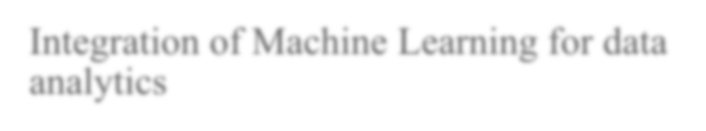 Integration of Machine Learning for data
analytics